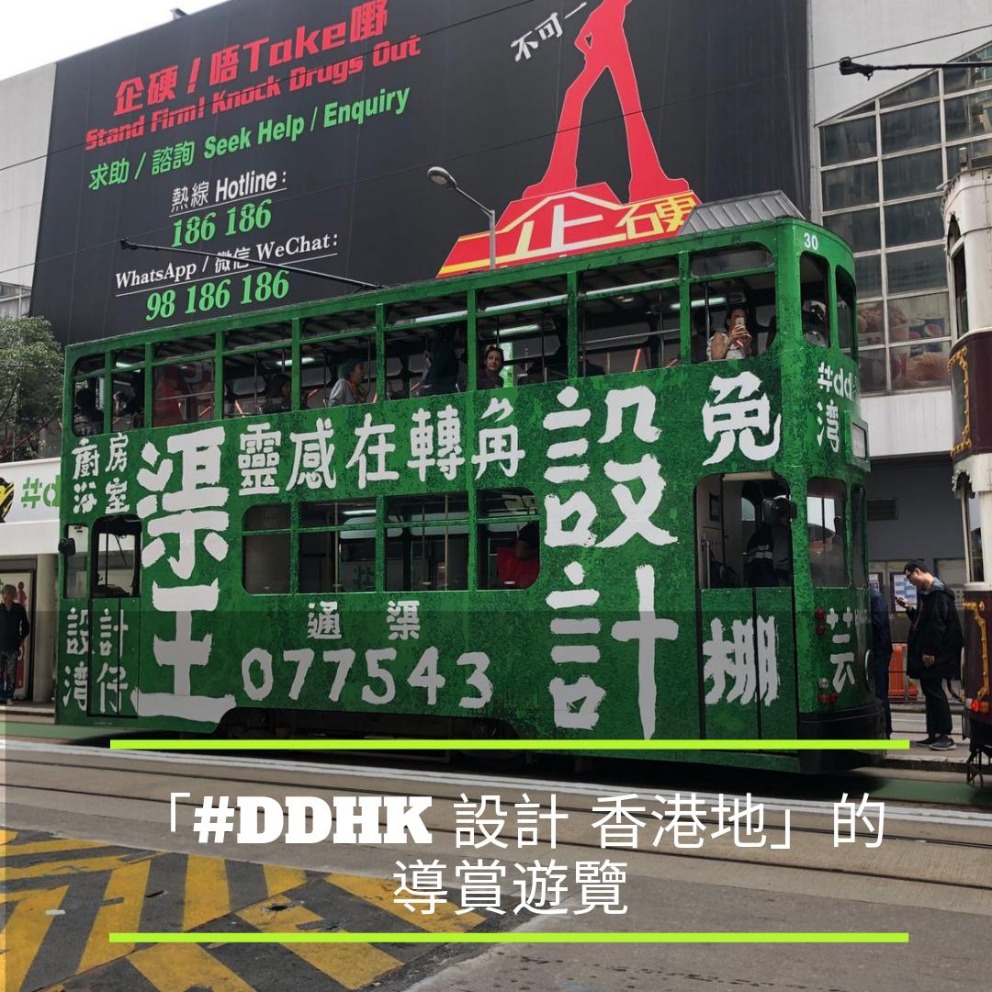 企硬！唔Take嘢
Stand Firm! Knock Drugs Out
求助 / 諮詢 Seek Help / Enquiry
熱線 Hotline:
186 186
WhatsApp / 微信 WeChat:
98 186 186
不可一
企硬
30
#dd
灣
廚房
浴室
渠王
靈感在轉角
設計
免
#d
設計
灣仔
通渠
077543
棚
芸
「#DDHK 設計 香港地」的
導賞遊覽